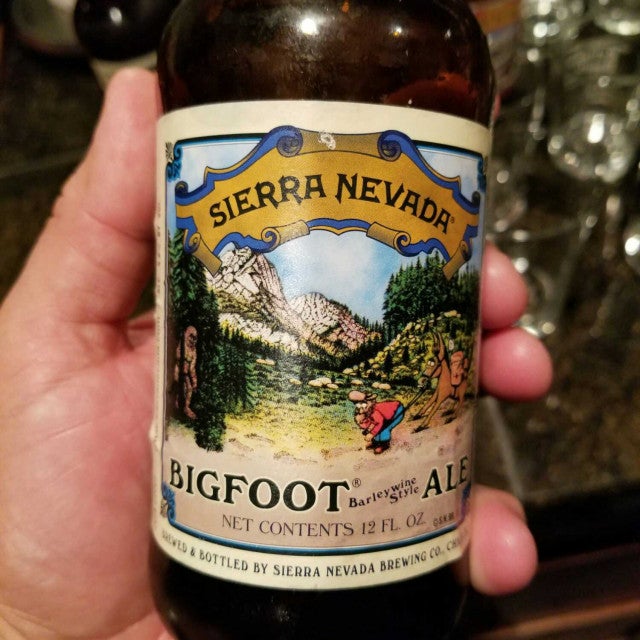 SIERRA NEVADA®
BIGFOOT® Barleywine Style ALE
NET CONTENTS 12 FL. OZ.
BREWED & BOTTLED BY SIERRA NEVADA BREWING CO.,